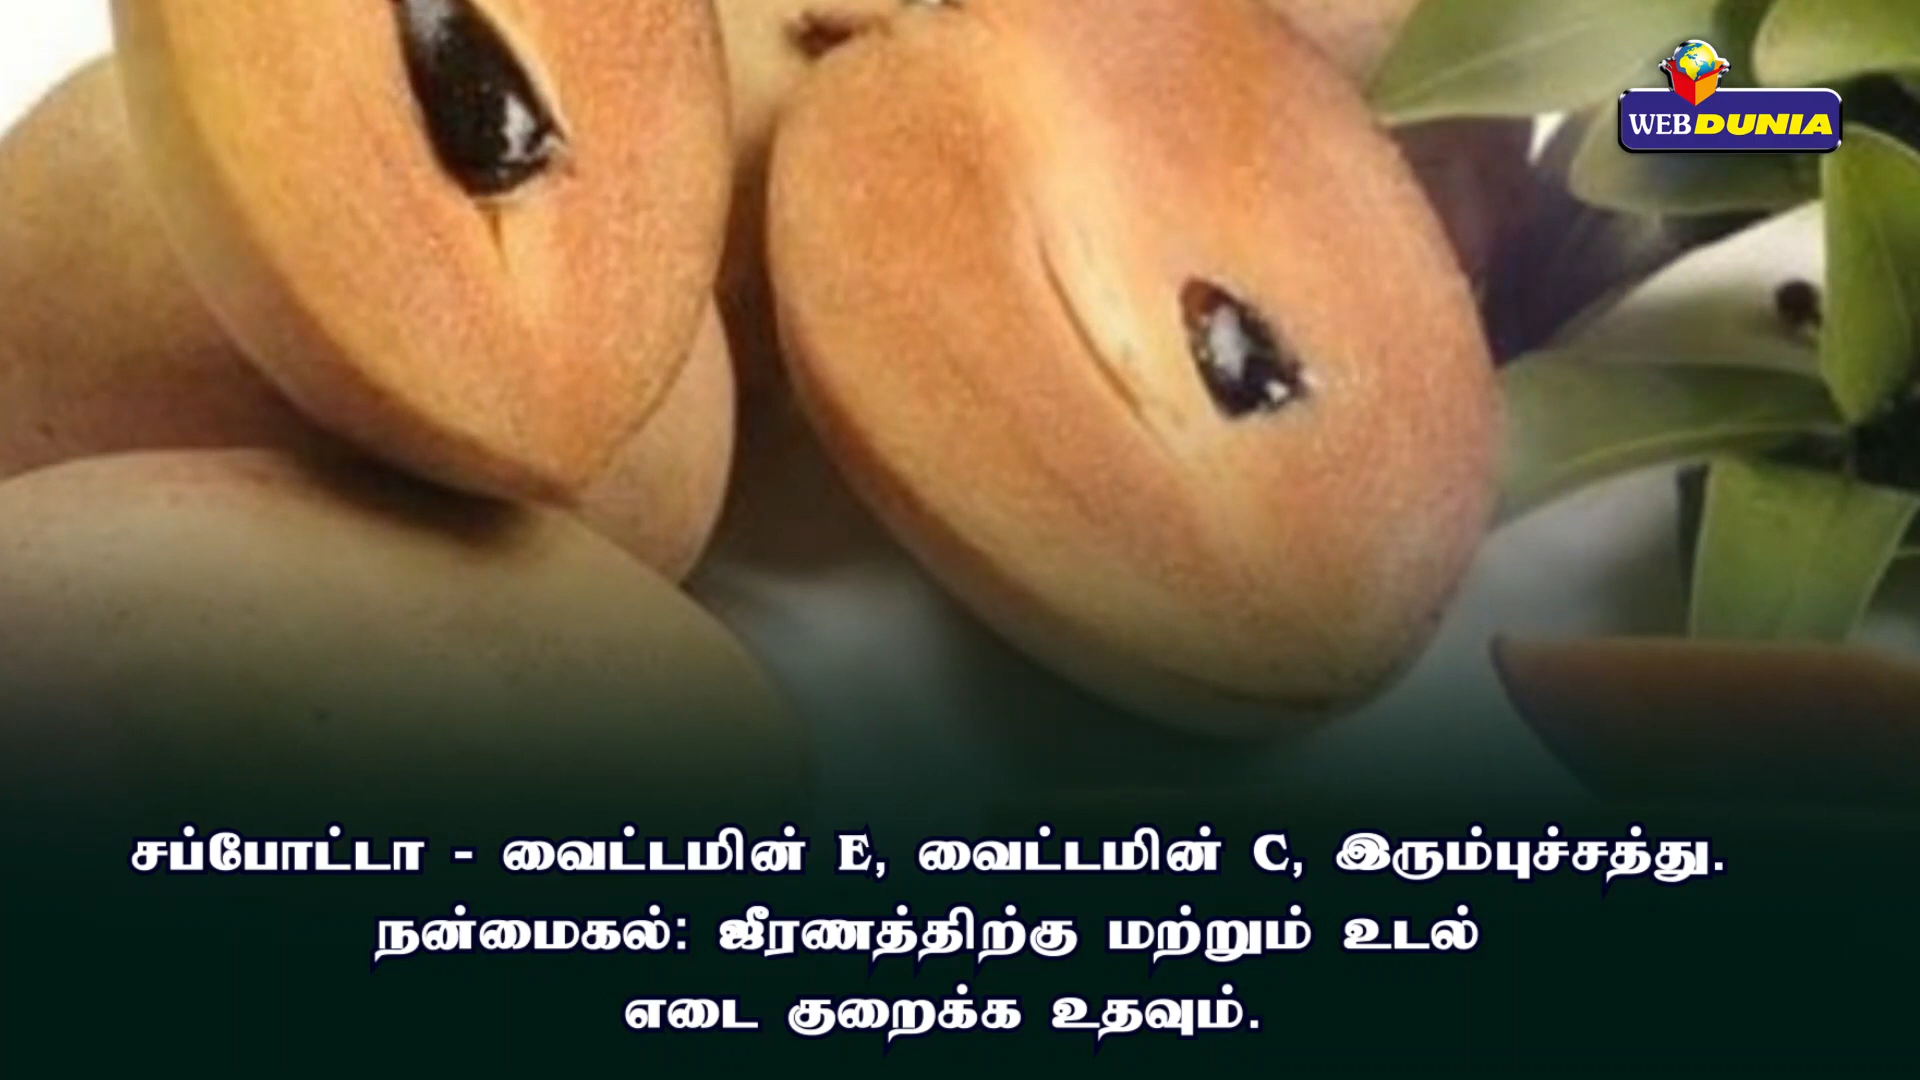 WEBDUNIA
சப்போட்டா - வைட்டமின் E, வைட்டமின் C, இரும்புச்சத்து.
நன்மைகல்: ஜீரணத்திற்கு மற்றும் உடல்
எடை குறைக்க உதவும்.